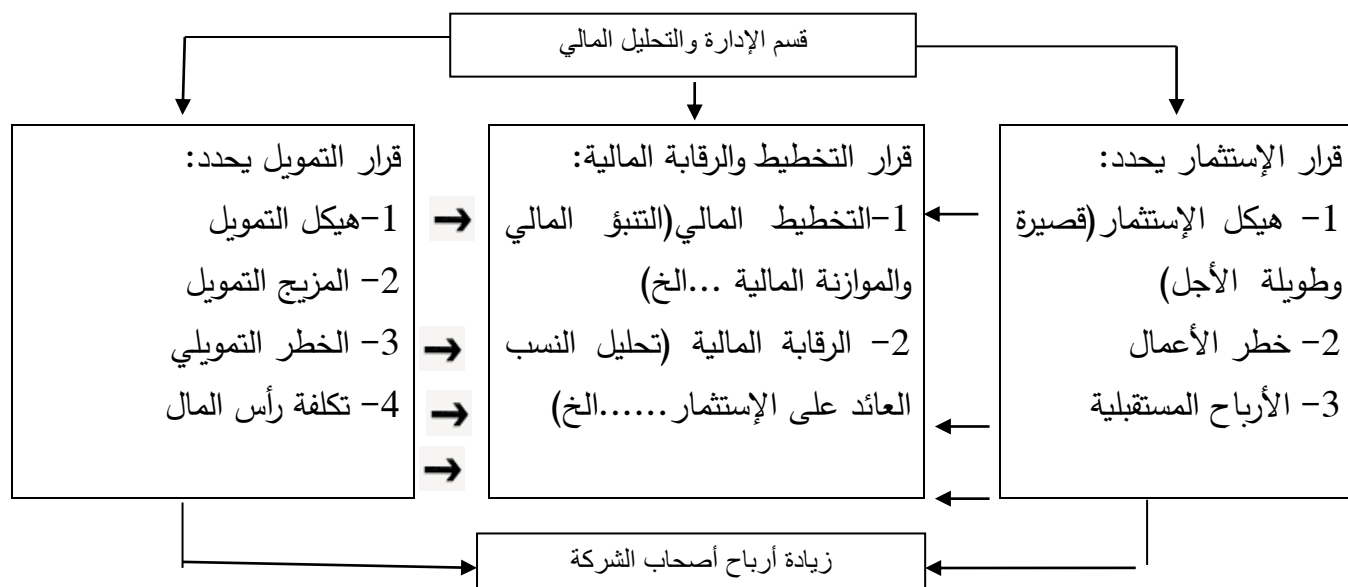 قسم الإدارة والتحليل المالي
قرار الإستثمار يحدد:
1- هيكل الإستثمار(قصيرة
وطويلة الأجل)
2- خطر الأعمال
3- الأرباح المستقبلية
قرار التخطيط والرقابة المالية:
1-التخطيط المالي(التنبؤ المالي
والموازنة المالية ...الخ)
2- الرقابة المالية (تحليل النسب
العائد على الإستثمار......الخ)
قرار التمويل يحدد:
1-هيكل التمويل
2- المزيج التمويل
3- الخطر التمويلي
4- تكلفة رأس المال
زيادة أرباح أصحاب الشركة